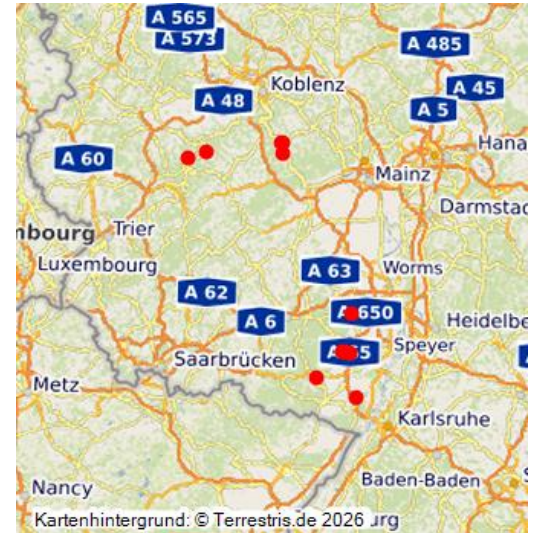 A 565
A 573
A 485
Koblenz
A 48
A 45
A 5
Hana
A 60
Mainz
Darmstad
Trier
mbourg
Luxembourg
A 63
Worms
A 62
A 650
A 6
Heidelbe
Speyer
Saarbrücken
Metz
Karlsruhe
Baden-Baden
Nancy
Kartenhintergrund: © Terrestris.de 2026
urg